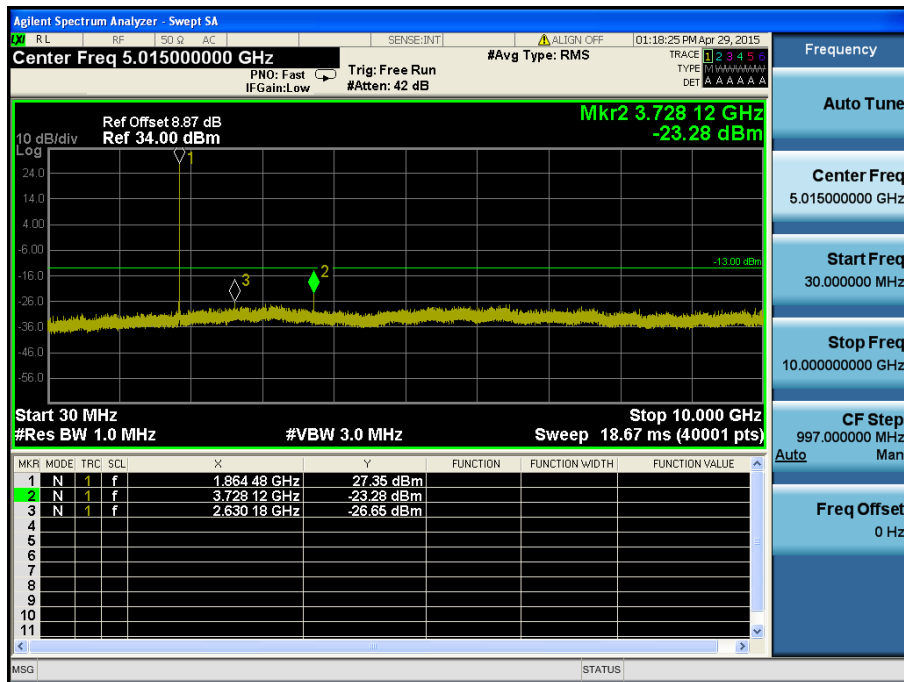 Agilent Spectrum Analyzer - Swept SA
LXI RL RF 50 Ω AC SENSE:INT ALIGN OFF 01:18:25 PM Apr 29, 2015
Center Freq 5.015000000 GHz
PNO: Fast
IFGain:Low
Trig: Free Run
#Atten: 42 dB
#Avg Type: RMS
TRACE 1 2 3 4 5 6
TYPE M WWWWW
DET A A A A A A
Frequency
Auto Tune
Center Freq
5.015000000 GHz
Start Freq
30.000000 MHz
Stop Freq
10.000000000 GHz
CF Step
997.000000 MHz
Auto Man
Freq Offset
0 Hz
Mkr2 3.728 12 GHz
-23.28 dBm
Ref Offset 8.87 dB
10 dB/div Ref 34.00 dBm
Log
1
24.0
14.0
4.00
-6.00
-13.00 dBm
-16.0
3
2
-26.0
-36.0
-46.0
-56.0
Start 30 MHz Stop 10.000 GHz
#Res BW 1.0 MHz #VBW 3.0 MHz Sweep 18.67 ms (40001 pts)
MKR MODE TRC SCL X Y FUNCTION FUNCTION WIDTH FUNCTION VALUE
1 N 1 f 1.864 48 GHz 27.35 dBm
2 N 1 f 3.728 12 GHz -23.28 dBm
3 N 1 f 2.630 18 GHz -26.65 dBm
4
5
6
7
8
9
10
11
MSG STATUS